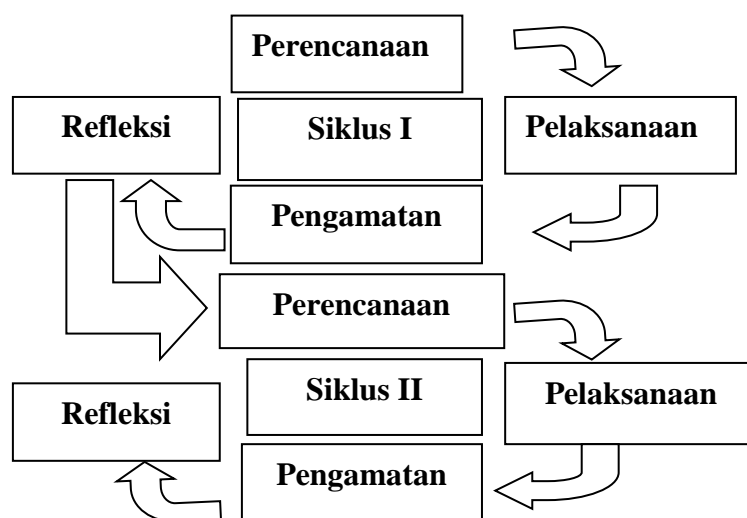 Perencanaan
Refleksi
Siklus I
Pelaksanaan
Pengamatan
Perencanaan
Refleksi
Siklus II
Pelaksanaan
Pengamatan